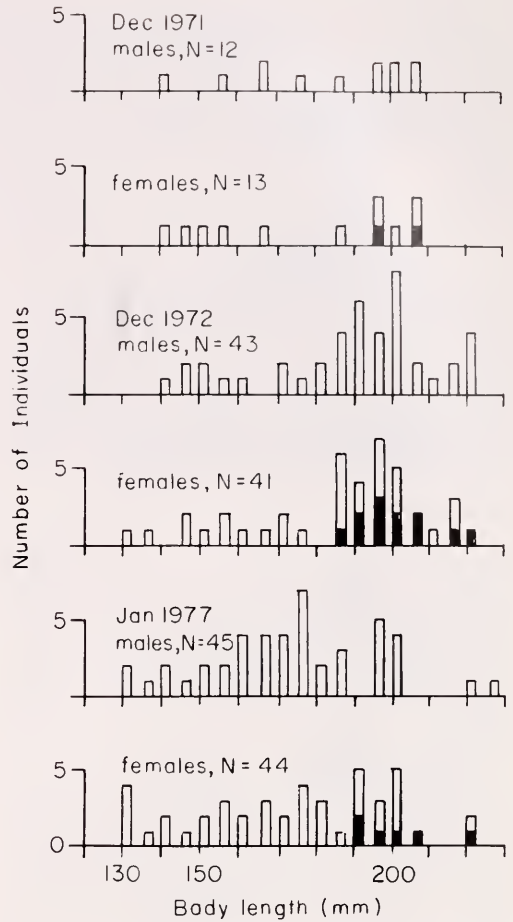 5
Dec 1971
males, N=12
5
females, N=13
5
Dec 1972
males, N=43
5
females, N=41
5
Jan 1977
males, N=45
5
females, N= 44
0
130 150 200
Body length (mm)
Number of Individuals